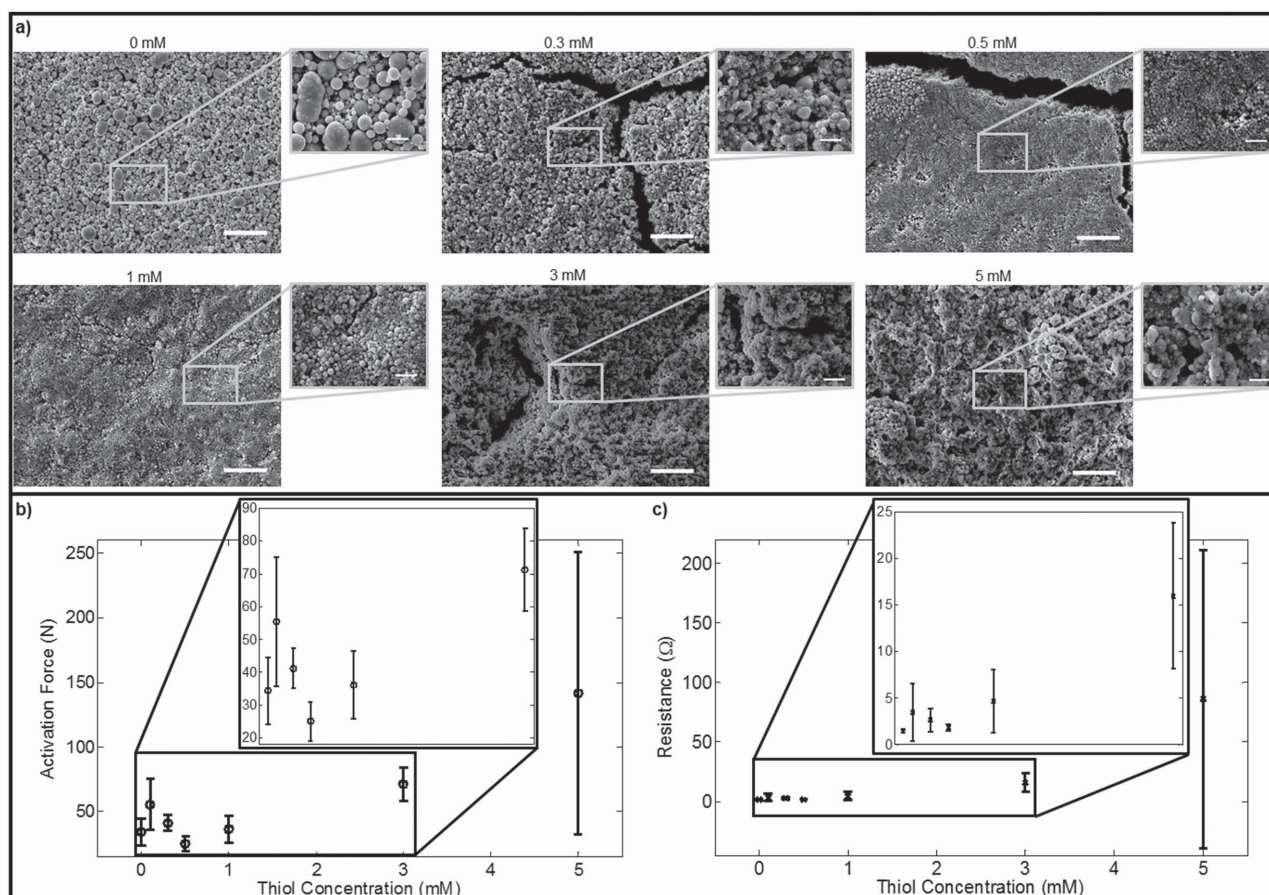 a)
0 mM
0.3 mM
0.5 mM
1 mM
3 mM
5 mM
b)
Activation Force (N)
250
200
150
100
50
0
1
2
3
4
5
Thiol Concentration (mM)
90
80
70
60
50
40
30
20
c)
Resistance (Ω)
200
150
100
50
0
0
1
2
3
4
5
Thiol Concentration (mM)
25
20
15
10
5
0